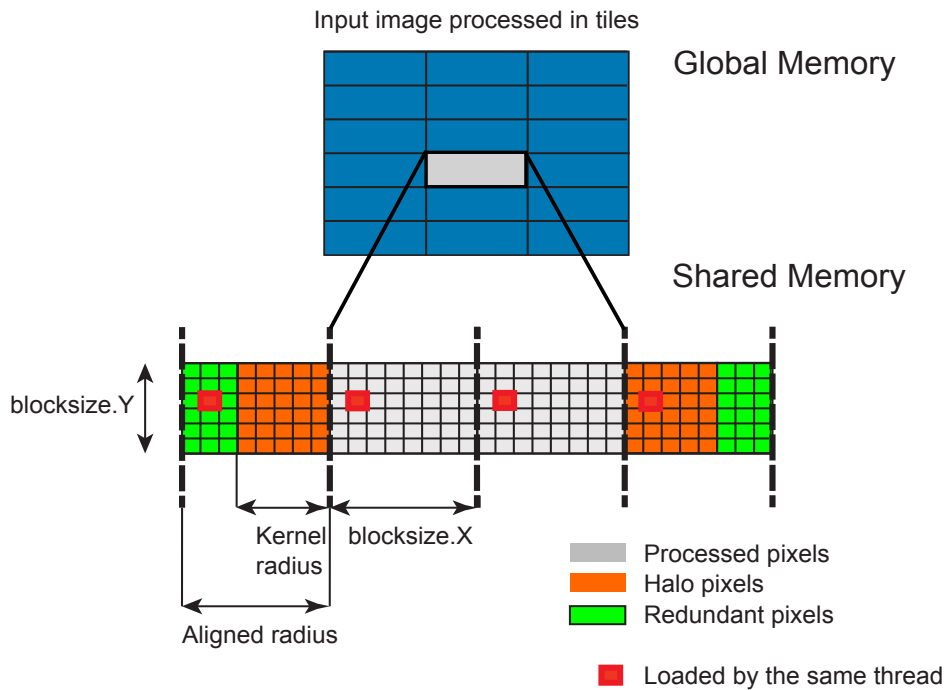 Input image processed in tiles
Global Memory
Shared Memory
blocksize.Y
Kernel
radius
blocksize.X
Aligned radius
Processed pixels
Halo pixels
Redundant pixels
Loaded by the same thread